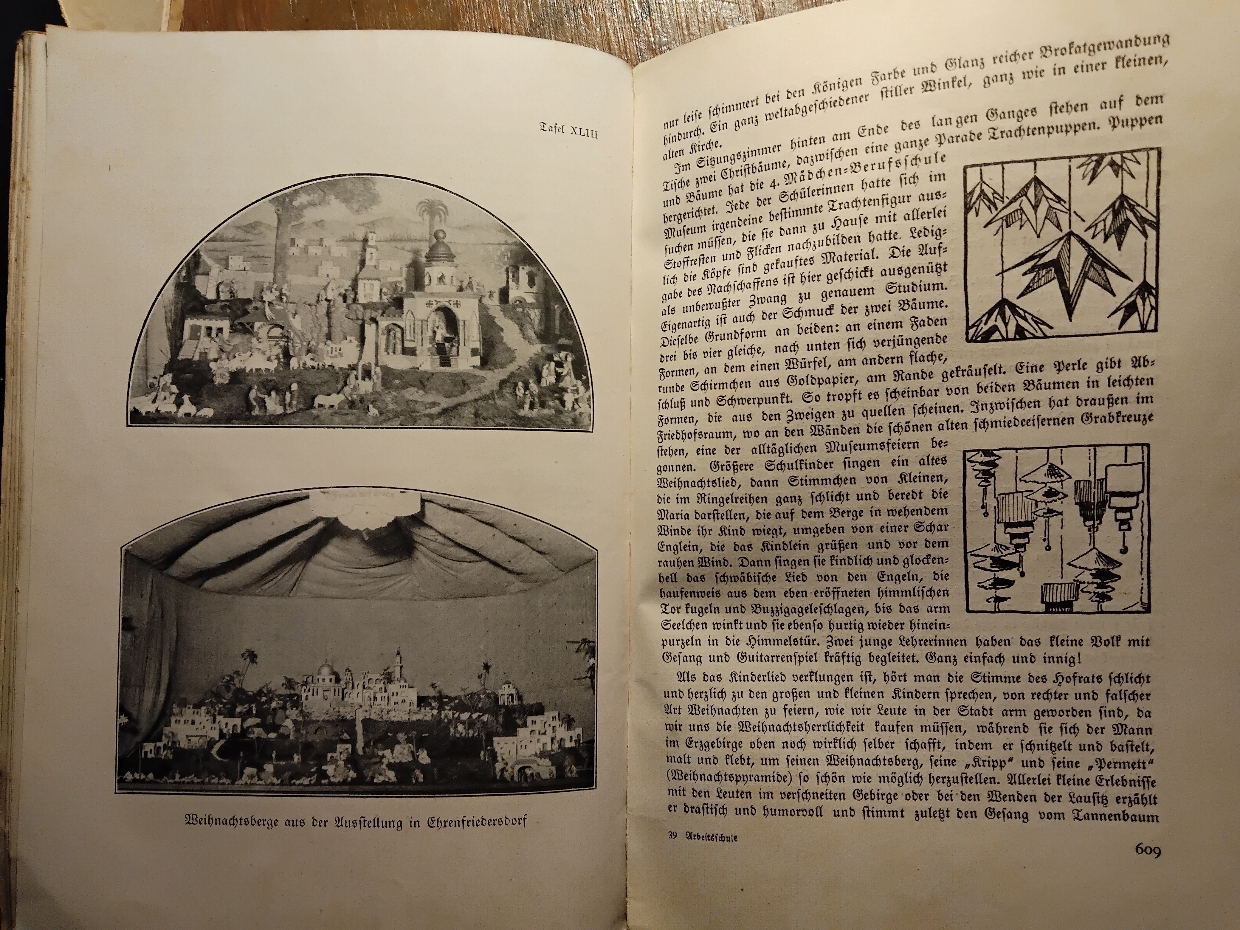 Tafel XLIII
Weihnachtsberge aus der Ausstellung in Ehrenfriedersdorf
nur leise schimmert bei den Königen Farbe und Glanz reicher Brokatgewandung
hindurch. Ein ganz weltabgeschiedener stiller Winkel, ganz wie in einer kleinen,
alten Kirche.
Im Sitzungszimmer hinten am Ende des langen Ganges stehen auf dem
Tische zwei Christbäume, dazwischen eine ganze Parade Trachtenpuppen. Puppen
und Bäume hat die 4. Mädchen-Berufsschule
hergerichtet. Jede der Schülerinnen hatte sich im
Museum irgendeine bestimmte Trachtenfigur aus-
suchen müssen, die sie dann zu Hause mit allerlei
Stoffresten und Flicken nachzubilden hatte. Ledig-
lich die Köpfe sind gekauftes Material. Die Auf-
gabe des Nachschaffens ist hier geschickt ausgenützt
als unbewußter Zwang zu genauem Studium.
Eigenartig ist auch der Schmuck der zwei Bäume.
Dieselbe Grundform an beiden: an einem Faden
drei bis vier gleiche, nach unten sich verjüngende
Formen, an dem einen Würfel, am andern flache,
runde Schirmchen aus Goldpapier, am Rande gekräuselt. Eine Perle gibt Ab-
schluß und Schwerpunkt. So tropft es scheinbar von beiden Bäumen in leichten
Formen, die aus den Zweigen zu quellen scheinen. Inzwischen hat draußen im
Friedhofsraum, wo an den Wänden die schönen alten schmiedeeisernen Grabkreuze
stehen, eine der alltäglichen Museumsfeiern be-
gonnen. Größere Schulkinder singen ein altes
Weihnachtslied, dann Stimmchen von Kleinen,
die im Ringelreihen ganz schlicht und beredt die
Maria darstellen, die auf dem Berge in wehendem
Winde ihr Kind wiegt, umgeben von einer Schar
Englein, die das Kindlein grüßen und vor dem
rauhen Wind. Dann singen sie kindlich und glocken-
hell das schwäbische Lied von den Engeln, die
haufenweis aus dem eben eröffneten himmlischen
Tor kugeln und Buzzigageleschlagen, bis das arm
Seelchen winkt und sie ebenso hurtig wieder hinein-
purzeln in die Himmelstür. Zwei junge Lehrerinnen haben das kleine Volk mit
Gesang und Guitarrenspiel kräftig begleitet. Ganz einfach und innig!
Als das Kinderlied verklungen ist, hört man die Stimme des Hofrats schlicht
und herzlich zu den großen und kleinen Kindern sprechen, von rechter und falscher
Art Weihnachten zu feiern, wie wir Leute in der Stadt arm geworden sind, da
wir uns die Weihnachtsherrlichkeit kaufen müssen, während sie sich der Mann
im Erzgebirge oben noch wirklich selber schafft, indem er schnitzelt und bastelt,
malt und klebt, um seinen Weihnachtsberg, seine „Kripp“ und seine „Permett“
(Weihnachtspyramide) so schön wie möglich herzustellen. Allerlei kleine Erlebnisse
mit den Leuten im verschneiten Gebirge oder bei den Wenden der Lausitz erzählt
er drastisch und humorvoll und stimmt zuletzt den Gesang vom Tannenbaum
39 Arbeitsschule
609